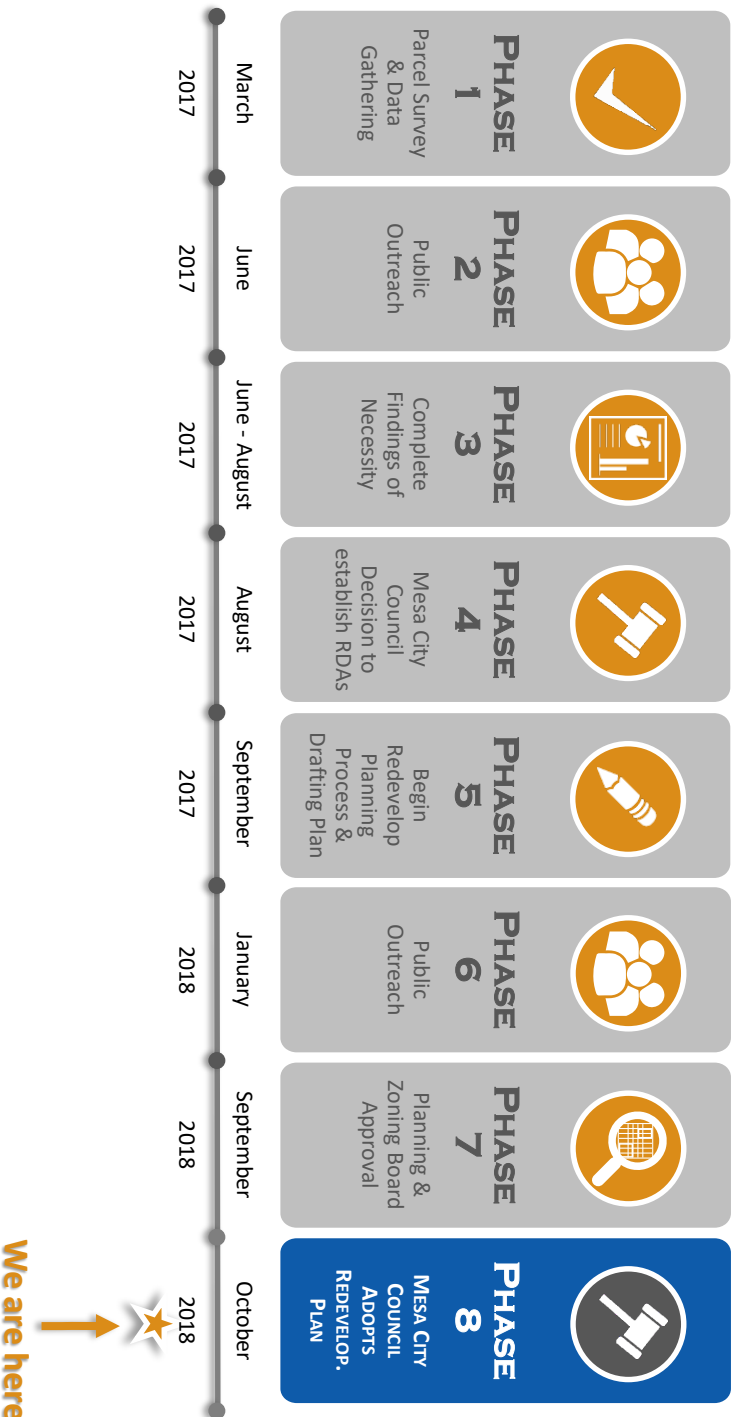 PHASE
1
Parcel Survey
& Data
Gathering
March
2017
PHASE
2
Public
Outreach
June
2017
PHASE
3
Complete
Findings of
Necessity
June - August
2017
PHASE
4
Mesa City
Council
Decision to
establish RDAs
August
2017
PHASE
5
Begin
Redevelop
Planning
Process &
Drafting Plan
September
2017
PHASE
6
Public
Outreach
January
2018
PHASE
7
Planning &
Zoning Board
Approval
September
2018
PHASE
8
MESA CITY
COUNCIL
ADOPTS
REDEVELOP.
PLAN
October
2018
We are here